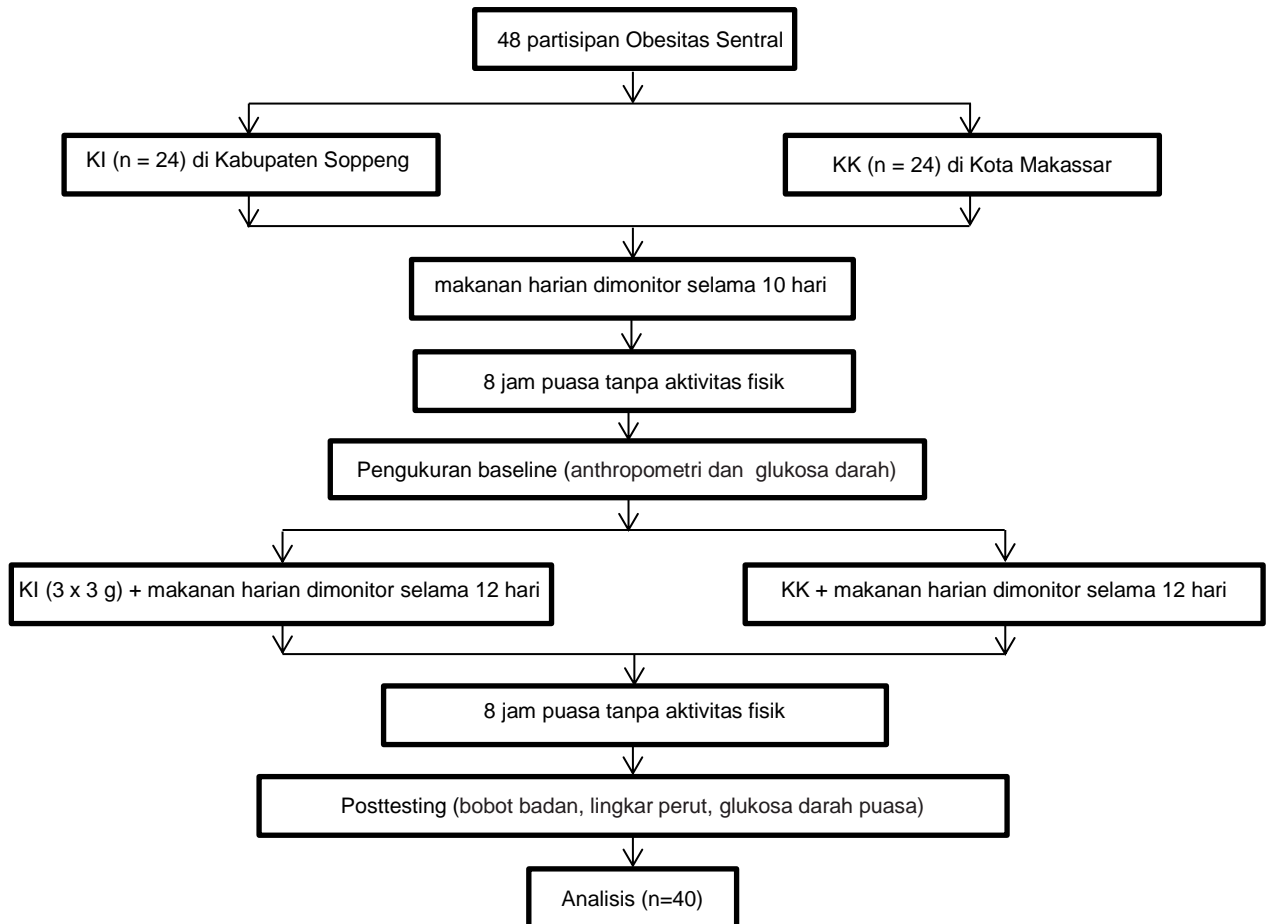 48 partisipan Obesitas Sentral
KI (n = 24) di Kabupaten Soppeng
KK (n = 24) di Kota Makassar
makanan harian dimonitor selama 10 hari
8 jam puasa tanpa aktivitas fisik
Pengukuran baseline (anthropometri dan glukosa darah)
KI (3 x 3 g) + makanan harian dimonitor selama 12 hari
KK + makanan harian dimonitor selama 12 hari
8 jam puasa tanpa aktivitas fisik
Posttesting (bobot badan, lingkar perut, glukosa darah puasa)
Analisis (n=40)